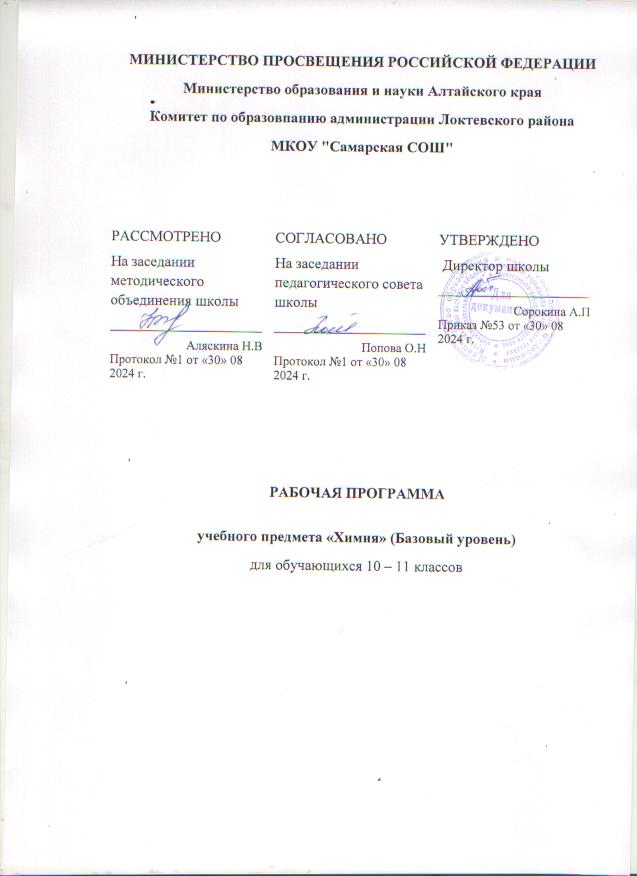 МИНИСТЕРСТВО ПРОСВЕЩЕНИЯ РОССИЙСКОЙ ФЕДЕРАЦИИ
Министерство образования и науки Алтайского края
Комитет по образовпанию администрации Локтевского района
МКОУ "Самарская СОШ"
РАССМОТРЕНО
На заседании
методического
объединения школы
Аляскина Н.В
Протокол №1 от «30» 08
2024 г.
СОГЛАСОВАНО
На заседании
педагогического совета
школы
Попова О.Н
Протокол №1 от «30» 08
2024 г.
УТВЕРЖДЕНО
Директор школы
Для
документов
Сорокина А.П
Приказ №53 от «30» 08
2024 г.
РАБОЧАЯ ПРОГРАММА
учебного предмета «Химия» (Базовый уровень)
для обучающихся 10 – 11 классов